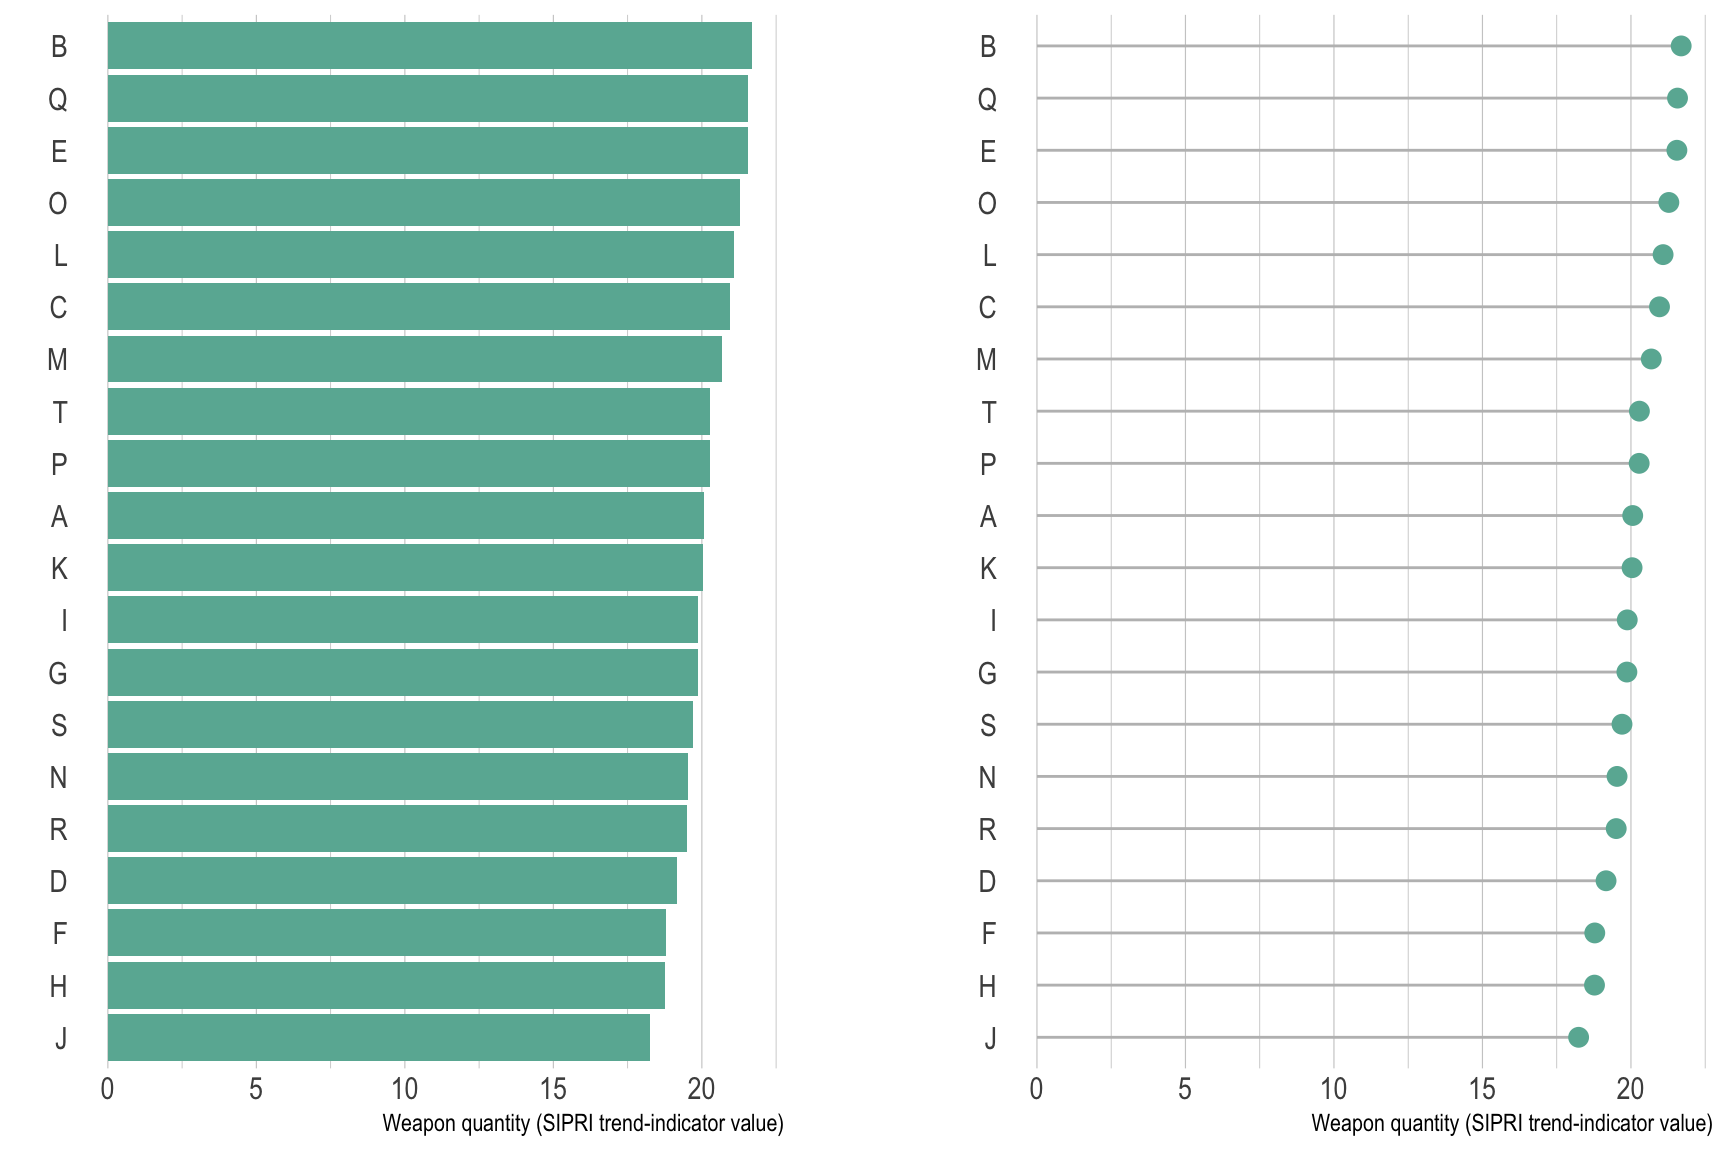 B
Q
E
O
L
C
M
T
P
A
K
I
G
S
N
R
D
F
H
J
0 5 10 15 20
Weapon quantity (SIPRI trend-indicator value)
B
Q
E
O
L
C
M
T
P
A
K
I
G
S
N
R
D
F
H
J
0 5 10 15 20
Weapon quantity (SIPRI trend-indicator value)